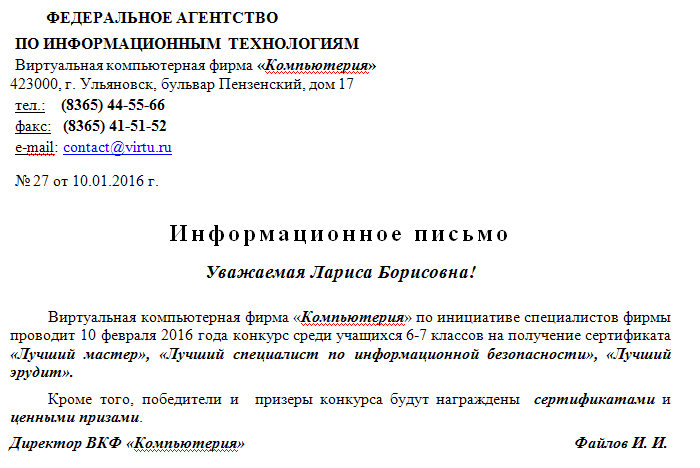 ФЕДЕРАЛЬНОЕ АГЕНТСТВО
ПО ИНФОРМАЦИОННЫМ ТЕХНОЛОГИЯМ
Виртуальная компьютерная фирма «Компьютерия»
423000, г. Ульяновск, бульвар Пензенский, дом 17
тел.: (8365) 44-55-66
факс: (8365) 41-51-52
e-mail: contact@virtu.ru
№ 27 от 10.01.2016 г.
Информационное письмо
Уважаемая Лариса Борисовна!
Виртуальная компьютерная фирма «Компьютерия» по инициативе специалистов фирмы
проводит 10 февраля 2016 года конкурс среди учащихся 6-7 классов на получение сертификата
«Лучший мастер», «Лучший специалист по информационной безопасности», «Лучший
эрудит».
Кроме того, победители и призеры конкурса будут награждены сертификатами и
ценными призами.
Директор ВКФ «Компьютерия» Файлов И. И.